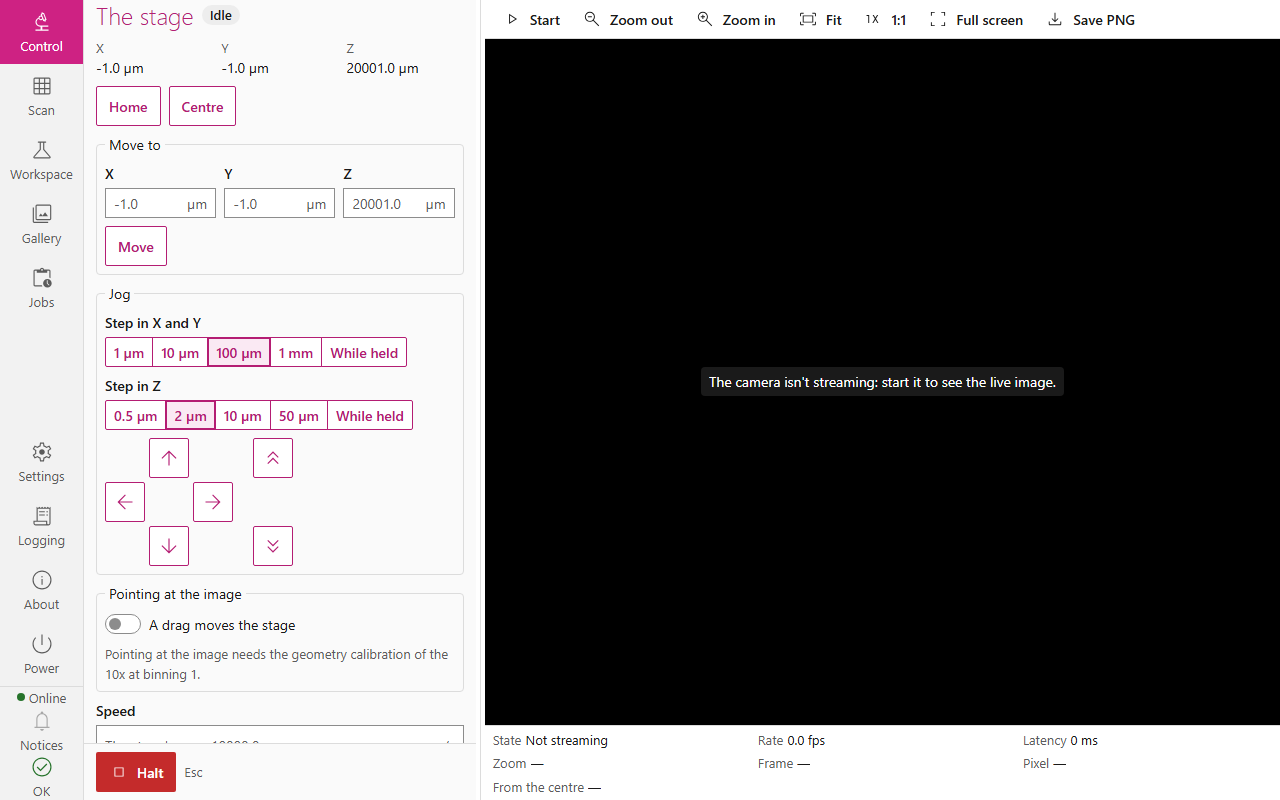 Control
Scan
Workspace
Gallery
Jobs
Settings
Logging
About
Power
Online
Notices
OK
The stage Idle
X Y Z
-1.0 µm -1.0 µm 20001.0 µm
Home Centre
Move to
X Y Z
-1.0 µm -1.0 µm 20001.0 µm
Move
Jog
Step in X and Y
1 µm 10 µm 100 µm 1 mm While held
Step in Z
0.5 µm 2 µm 10 µm 50 µm While held
Pointing at the image
A drag moves the stage
Pointing at the image needs the geometry calibration of the
10x at binning 1.
Speed
Halt Esc
Start Zoom out Zoom in Fit 1X 1:1 Full screen Save PNG
The camera isn't streaming: start it to see the live image.
State Not streaming Rate 0.0 fps Latency 0 ms
Zoom — Frame — Pixel —
From the centre —